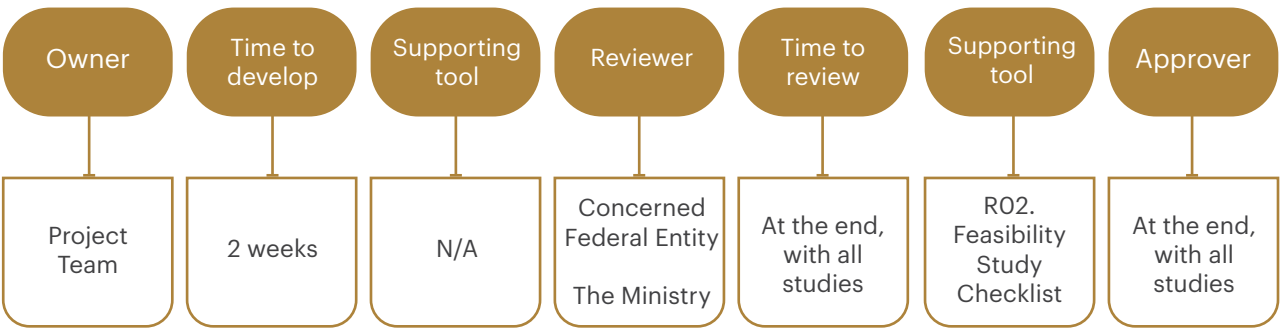 Owner
Time to
develop
Supporting
tool
Reviewer
Time to
review
Supporting
tool
Approver
Project
Team
2 weeks
N/A
Concerned
Federal Entity
The Ministry
At the end,
with all
studies
R02.
Feasibility
Study
Checklist
At the end,
with all
studies